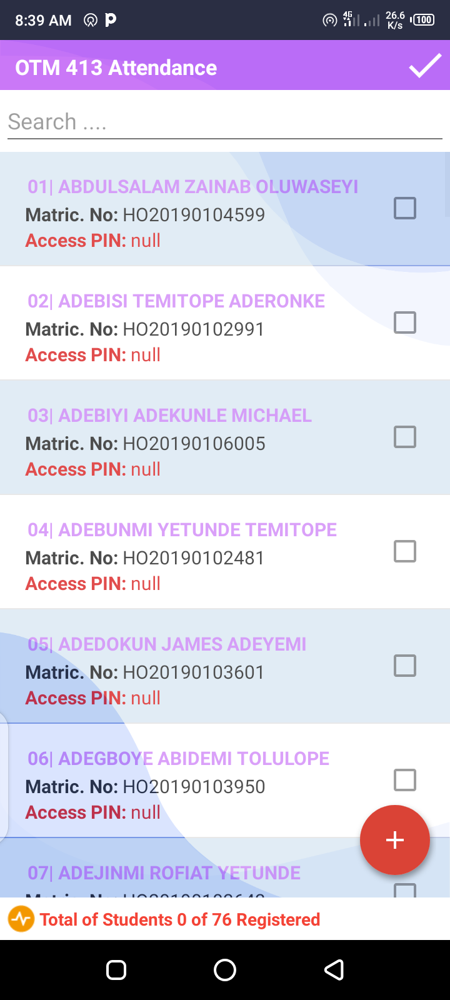 8:39 AM
4G
26.6
K/s
100
OTM 413 Attendance
Search ....
01| ABDULSALAM ZAINAB OLUWASEYI
Matric. No: HO20190104599
Access PIN: null
02| ADEBISI TEMITOPE ADERONKE
Matric. No: HO20190102991
Access PIN: null
03| ADEBIYI ADEKUNLE MICHAEL
Matric. No: HO20190106005
Access PIN: null
04| ADEBUNMI YETUNDE TEMITOPE
Matric. No: HO20190102481
Access PIN: null
05| ADEDOKUN JAMES ADEYEMI
Matric. No: HO20190103601
Access PIN: null
06| ADEGBOYE ABIDEMI TOLULOPE
Matric. No: HO20190103950
Access PIN: null
07| ADEJINMI ROFIAT YETUNDE
Matric. No:
Total of Students 0 of 76 Registered